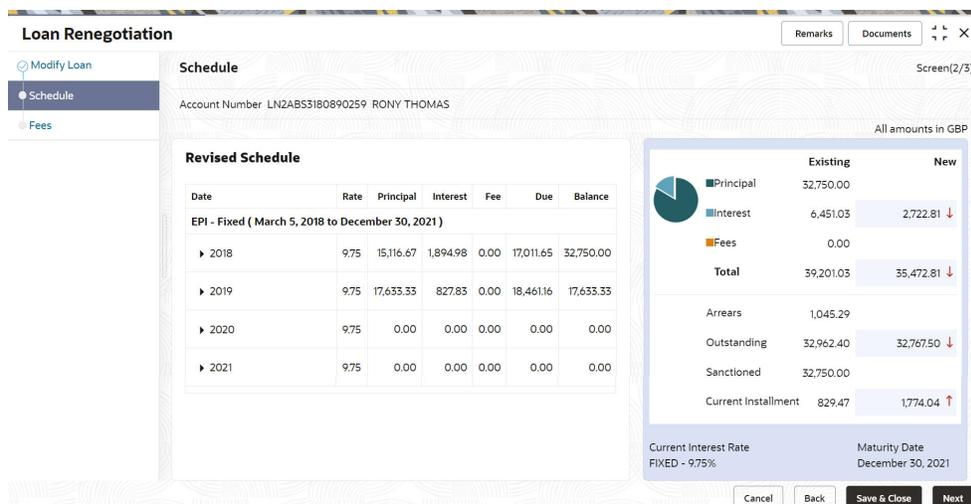 Loan Renegotiation
Remarks Documents
Modify Loan
Schedule
Fees
Schedule
Screen(2/3)
Account Number LN2ABS3180890259 RONY THOMAS
All amounts in GBP
Revised Schedule
Date Rate Principal Interest Fee Due Balance
EPI - Fixed ( March 5, 2018 to December 30, 2021 )
2018 9.75 15,116.67 1,894.98 0.00 17,011.65 32,750.00
2019 9.75 17,633.33 827.83 0.00 18,461.16 17,633.33
2020 9.75 0.00 0.00 0.00 0.00 0.00
2021 9.75 0.00 0.00 0.00 0.00 0.00
Existing New
Principal 32,750.00
Interest 6,451.03 2,722.81 ↓
Fees 0.00
Total 39,201.03 35,472.81 ↓
Arrears 1,045.29
Outstanding 32,962.40 32,767.50 ↓
Sanctioned 32,750.00
Current Installment 829.47 1,774.04 ↑
Current Interest Rate Maturity Date
FIXED - 9.75% December 30, 2021
Cancel Back Save & Close Next